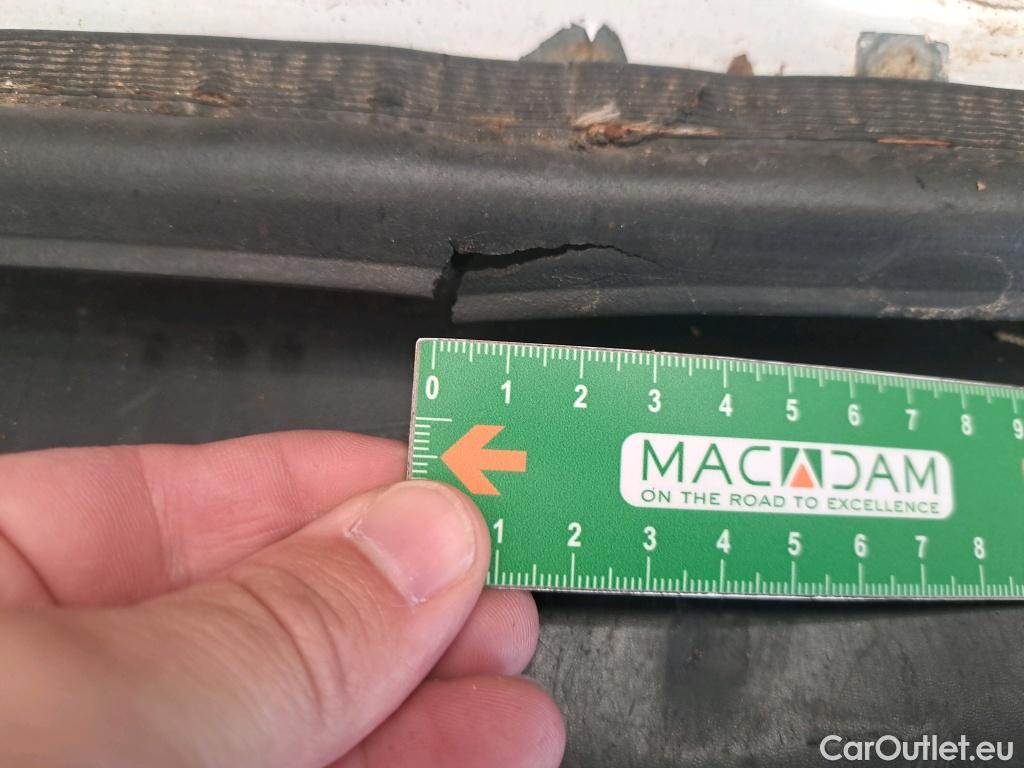 0 1 2 3 4 5 6 7 8 9
MACADAM
ON THE ROAD TO EXCELLENCE
1 2 3 4 5 6 7 8
CarOutlet.eu